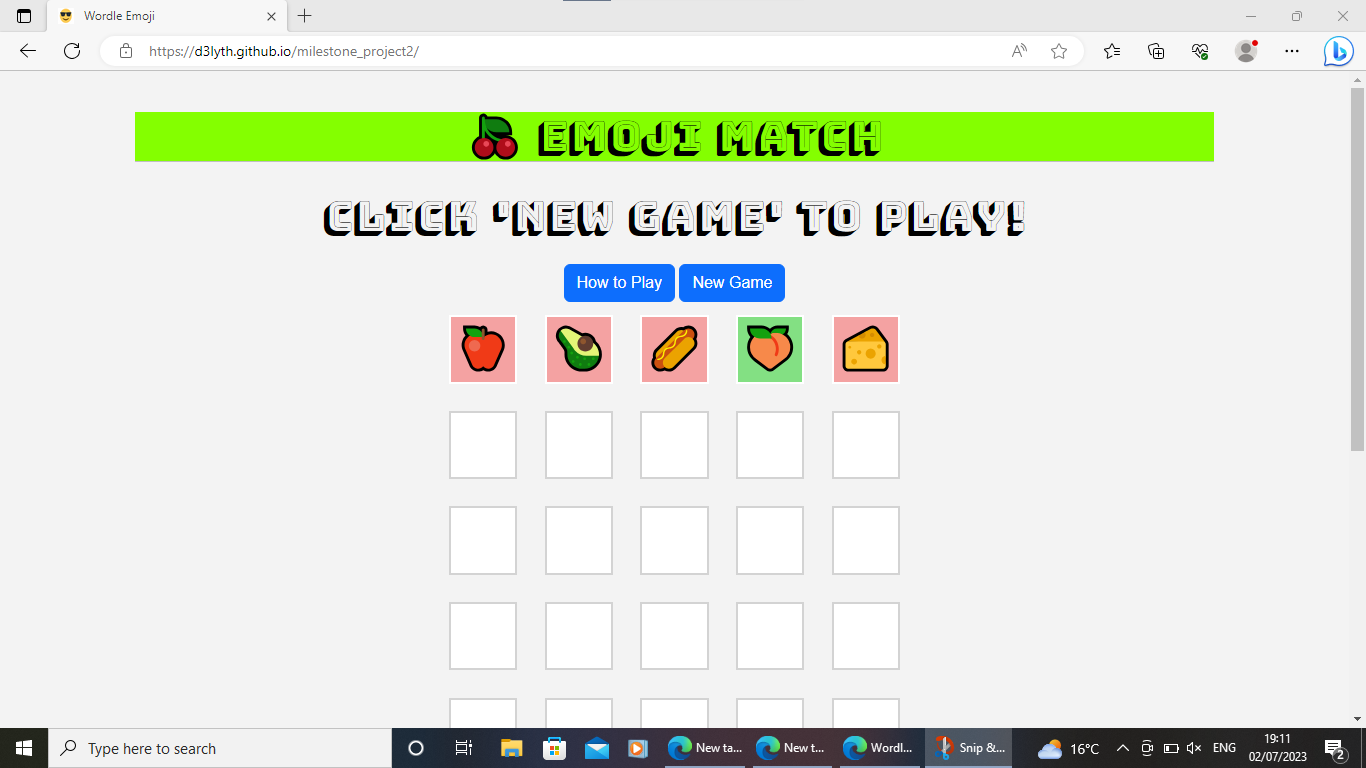 Wordle Emoji
https://d3lyth.github.io/milestone_project2/
EMOJI MATCH
CLICK 'NEW GAME' TO PLAY!
How to Play
New Game
Type here to search
New ta...
New t...
Wordl...
Snip &...
16°C
ENG
19:11
02/07/2023
2